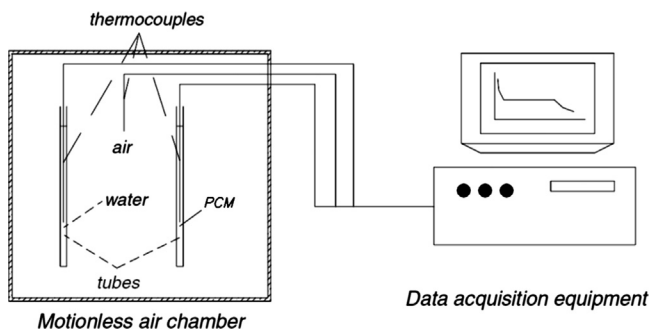 thermocouples
air
water
PCM
tubes
Motionless air chamber
Data acquisition equipment